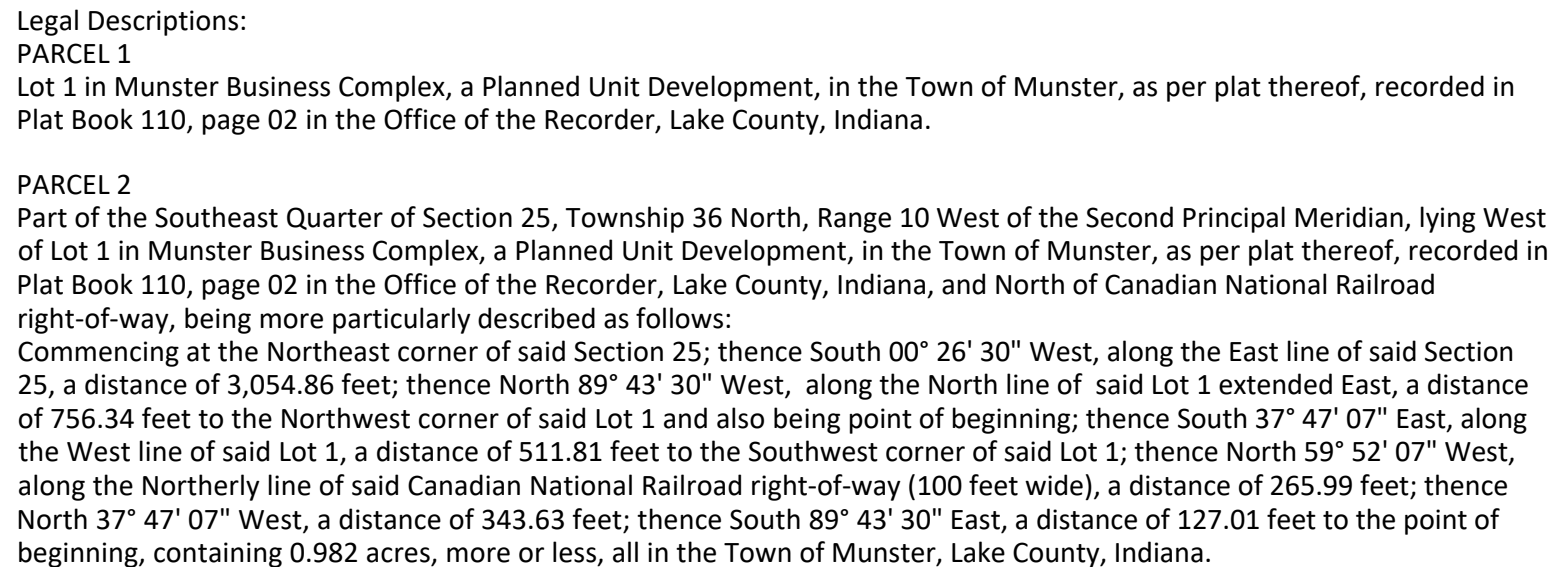 Legal Descriptions:
PARCEL 1
Lot 1 in Munster Business Complex, a Planned Unit Development, in the Town of Munster, as per plat thereof, recorded in
Plat Book 110, page 02 in the Office of the Recorder, Lake County, Indiana.
PARCEL 2
Part of the Southeast Quarter of Section 25, Township 36 North, Range 10 West of the Second Principal Meridian, lying West
of Lot 1 in Munster Business Complex, a Planned Unit Development, in the Town of Munster, as per plat thereof, recorded in
Plat Book 110, page 02 in the Office of the Recorder, Lake County, Indiana, and North of Canadian National Railroad
right-of-way, being more particularly described as follows:
Commencing at the Northeast corner of said Section 25; thence South 00° 26' 30" West, along the East line of said Section
25, a distance of 3,054.86 feet; thence North 89° 43' 30" West, along the North line of said Lot 1 extended East, a distance
of 756.34 feet to the Northwest corner of said Lot 1 and also being point of beginning; thence South 37° 47' 07" East, along
the West line of said Lot 1, a distance of 511.81 feet to the Southwest corner of said Lot 1; thence North 59° 52' 07" West,
along the Northerly line of said Canadian National Railroad right-of-way (100 feet wide), a distance of 265.99 feet; thence
North 37° 47' 07" West, a distance of 343.63 feet; thence South 89° 43' 30" East, a distance of 127.01 feet to the point of
beginning, containing 0.982 acres, more or less, all in the Town of Munster, Lake County, Indiana.